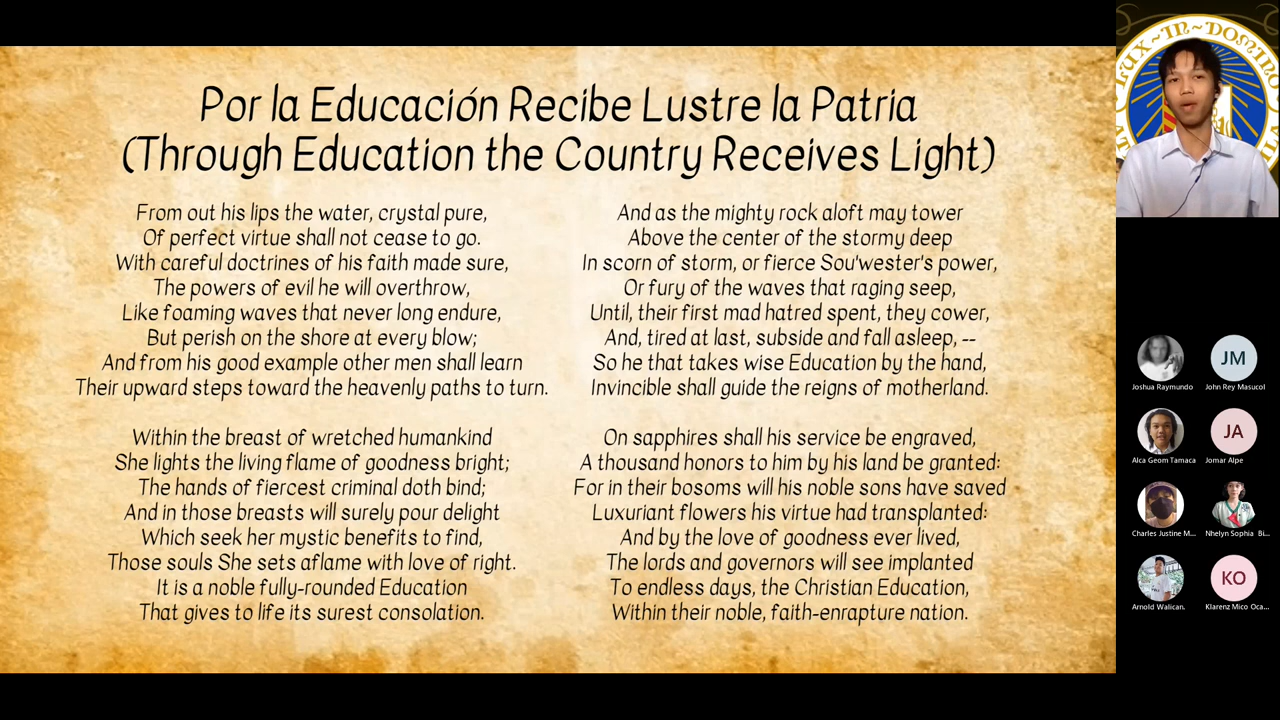 Por la Educación Recibe Lustre la Patria
(Through Education the Country Receives Light)
From out his lips the water, crystal pure,
Of perfect virtue shall not cease to go.
With careful doctrines of his faith made sure,
The powers of evil he will overthrow,
Like foaming waves that never long endure,
But perish on the shore at every blow;
And from his good example other men shall learn
Their upward steps toward the heavenly paths to turn.
Within the breast of wretched humankind
She lights the living flame of goodness bright;
The hands of fiercest criminal doth bind;
And in those breasts will surely pour delight
Which seek her mystic benefits to find,
Those souls She sets aflame with love of right.
It is a noble fully-rounded Education
That gives to life its surest consolation.
And as the mighty rock aloft may tower
Above the center of the stormy deep
In scorn of storm, or fierce Sou'wester's power,
Or fury of the waves that raging seep,
Until, their first mad hatred spent, they cower,
And, tired at last, subside and fall asleep, --
So he that takes wise Education by the hand,
Invincible shall guide the reigns of motherland.
On sapphires shall his service be engraved,
A thousand honors to him by his land be granted:
For in their bosoms will his noble sons have saved
Luxuriant flowers his virtue had transplanted:
And by the love of goodness ever lived,
The lords and governors will see implanted
To endless days, the Christian Education,
Within their noble, faith-enrapture nation.
LUX~IN~DOMINO
Joshua Raymundo
JM
John Rey Masucol
Alca Geom Tamaca
JA
Jomar Alpe
Charles Justine M...
Nhelyn Sophia Bi...
Arnold Walican.
KO
Klarenz Mico Oca...